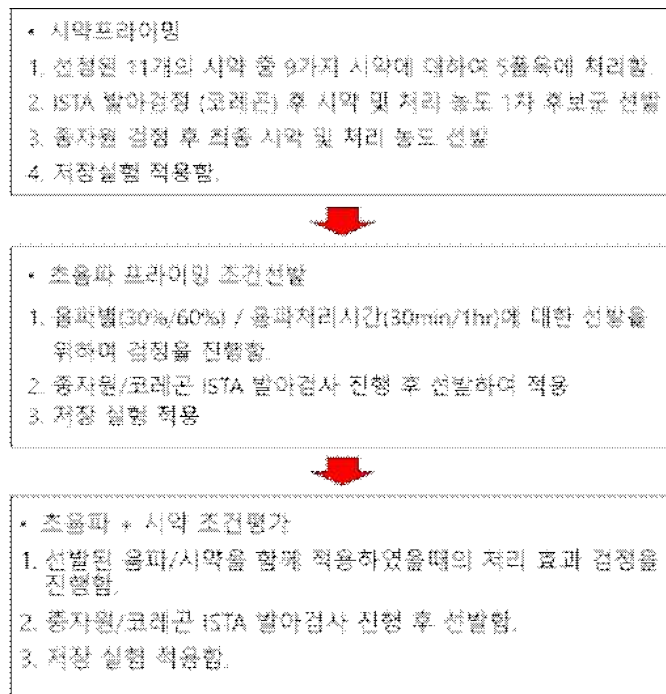 • 시약프라이밍
1. 선정된 11개의 시약 중 9가지 시약에 대하여 5품목에 처리함.
2. ISTA 발아검정 (코레곤) 후 시약 및 처리 농도 1차 후보군 선발
3. 종자원 검정 후 최종 시약 및 처리 농도 선발
4. 저장실험 적용함.
• 초음파 프라이밍 조건선발
1. 음파별(30%/60%) / 음파처리시간(30min/1hr)에 대한 선발을
위하여 검정을 진행함.
2. 종자원/코레곤 ISTA 발아검사 진행 후 선발하여 적용
3. 저장 실험 적용
• 초음파 + 시약 조건평가
1. 선발된 음파/시약을 함께 적용하였을때의 처리 효과 검정을
진행함.
2. 종자원/코레곤 ISTA 발아검사 진행 후 선발함.
3. 저장 실험 적용함.